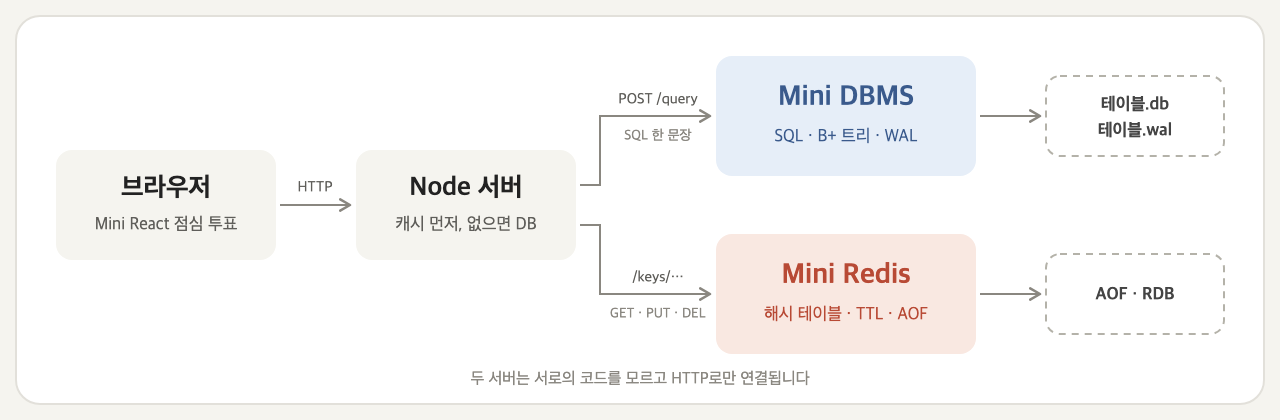 브라우저
Mini React 점심 투표
HTTP
Node 서버
캐시 먼저, 없으면 DB
POST /query
SQL 한 문장
Mini DBMS
SQL · B+ 트리 · WAL
테이블.db
테이블.wal
/keys/⋯
GET · PUT · DEL
Mini Redis
해시 테이블 · TTL · AOF
AOF · RDB
두 서버는 서로의 코드를 모르고 HTTP로만 연결됩니다